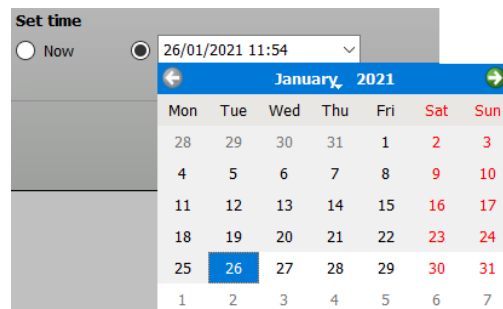 Set time
Now 26/01/2021 11:54
January 2021
Mon Tue Wed Thu Fri Sat Sun
28 29 30 31 1 2 3
4 5 6 7 8 9 10
11 12 13 14 15 16 17
18 19 20 21 22 23 24
25 26 27 28 29 30 31
1 2 3 4 5 6 7